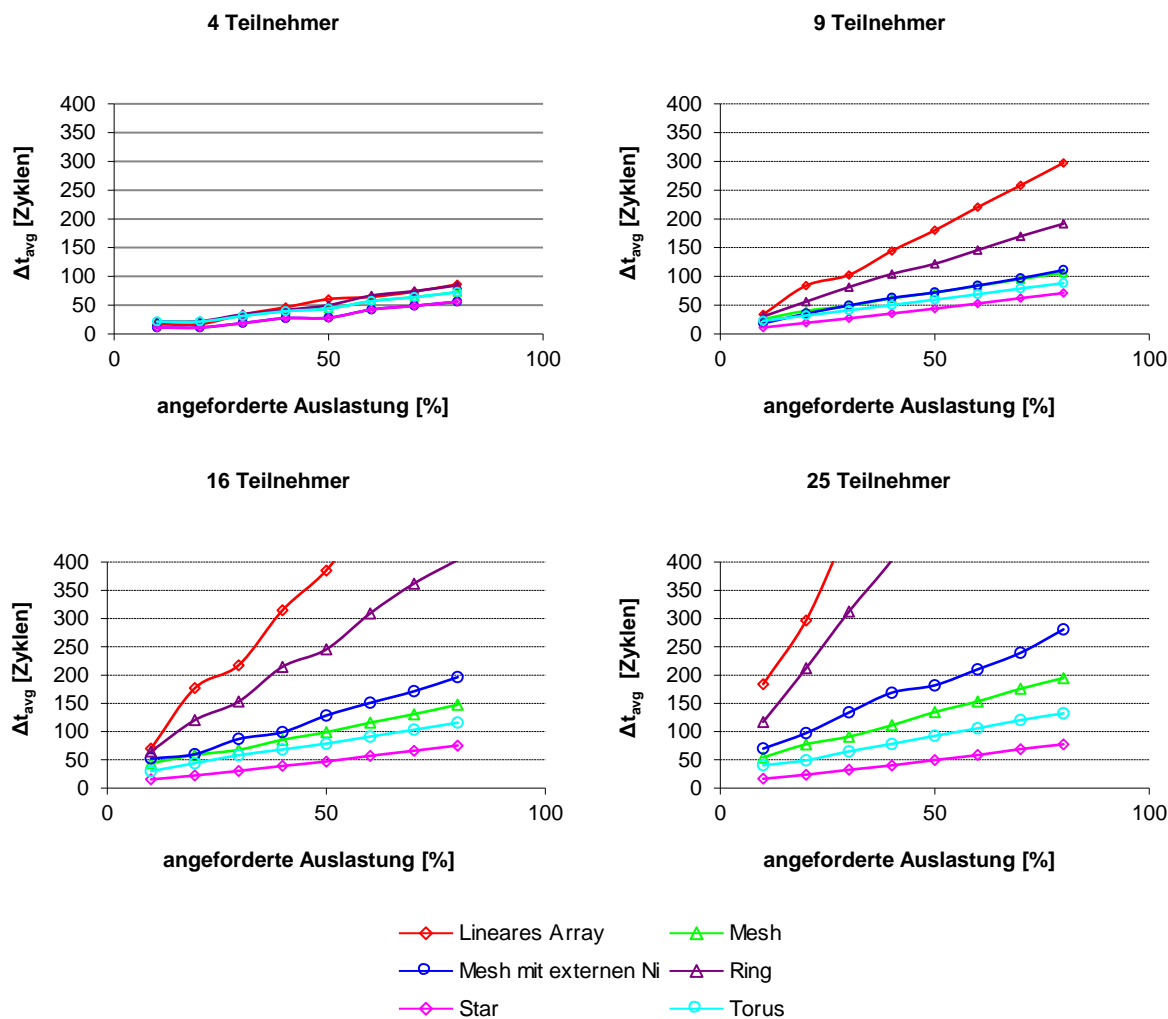 4 Teilnehmer
Δtavg [Zyklen]
400
350
300
250
200
150
100
50
0
0
50
100
angeforderte Auslastung [%]
9 Teilnehmer
Δtavg [Zyklen]
400
350
300
250
200
150
100
50
0
0
50
100
angeforderte Auslastung [%]
16 Teilnehmer
Δtavg [Zyklen]
400
350
300
250
200
150
100
50
0
0
50
100
angeforderte Auslastung [%]
25 Teilnehmer
Δtavg [Zyklen]
400
350
300
250
200
150
100
50
0
0
50
100
angeforderte Auslastung [%]
Lineares Array
Mesh
Mesh mit externen Ni
Ring
Star
Torus